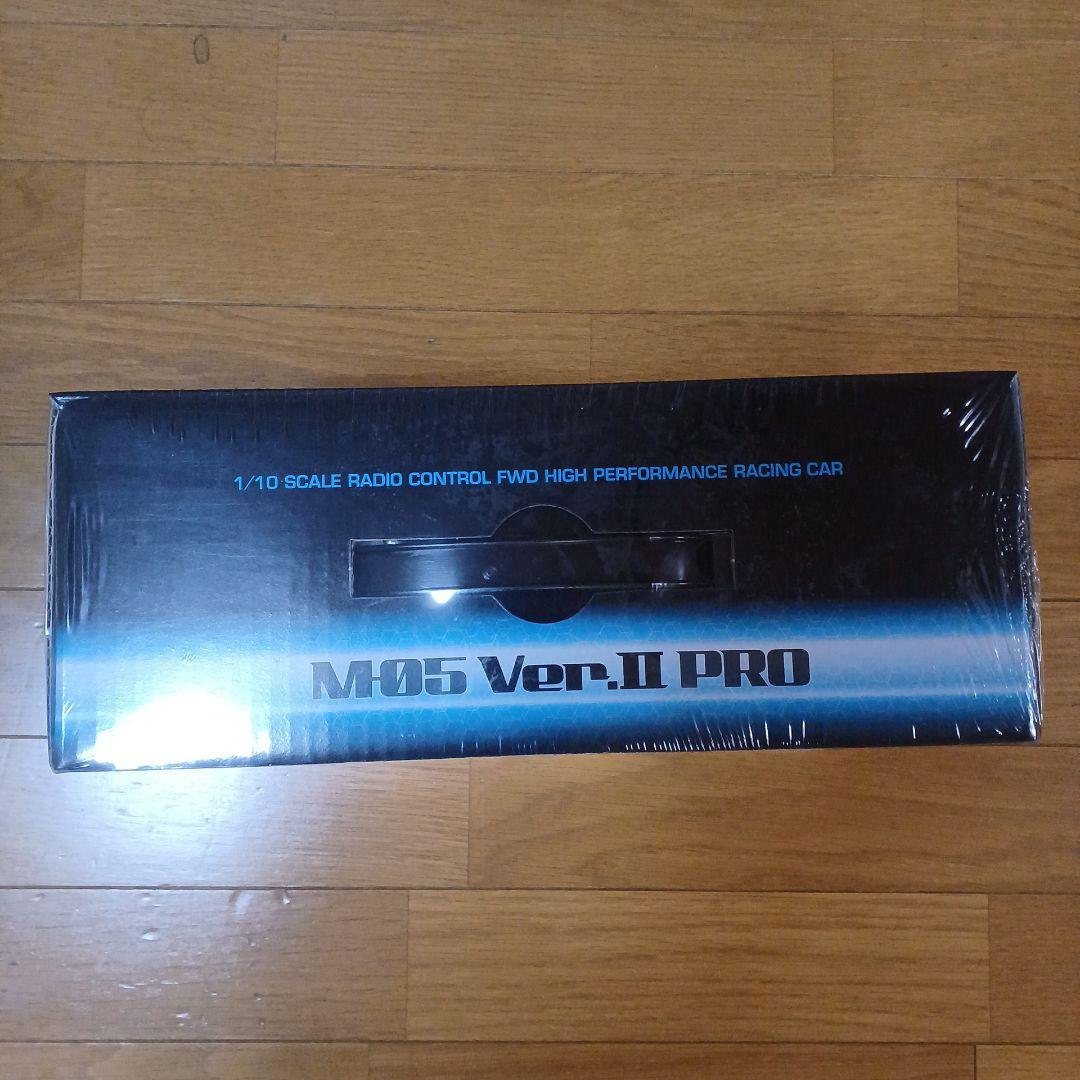 1/10 SCALE RADIO CONTROL FWD HIGH PERFORMANCE RACING CAR
M-05 Ver.II PRO